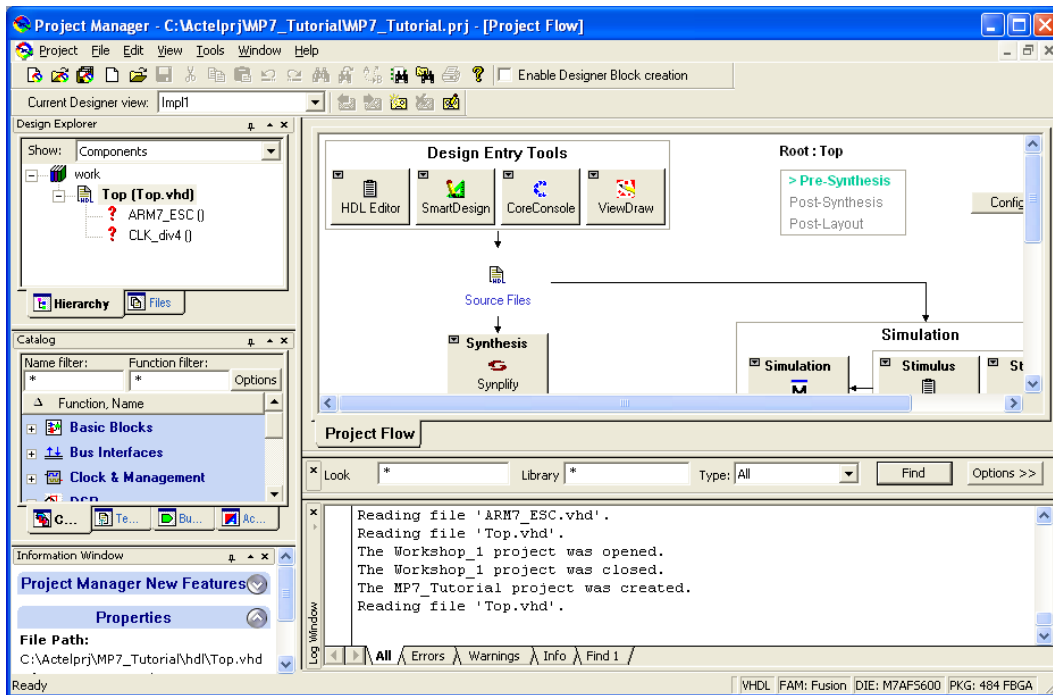 Project Manager - C:\Actelprj\MP7_Tutorial\MP7_Tutorial.prj - [Project Flow]
Project File Edit View Tools Window Help
Enable Designer Block creation
Current Designer view: Impl1
Design Explorer
Show: Components
work
Top (Top.vhd)
ARM7_ESC ()
CLK_div4 ()
Hierarchy Files
Catalog
Name filter: Function filter:
* * Options
Function, Name
Basic Blocks
Bus Interfaces
Clock & Management
DSP
C... Te... Bu... Ac...
Information Window
Project Manager New Features
Properties
File Path:
C:\Actelprj\MP7_Tutorial\hdl\Top.vhd
Design Entry Tools
HDL Editor SmartDesign CoreConsole ViewDraw
HDL
Source Files
Synthesis
Synplify
Root : Top
> Pre-Synthesis
Post-Synthesis
Post-Layout
Config
Simulation
Simulation Stimulus St
Project Flow
Look * Library * Type: All Find Options >>
Reading file 'ARM7_ESC.vhd'.
Reading file 'Top.vhd'.
The Workshop_1 project was opened.
The Workshop_1 project was closed.
The MP7_Tutorial project was created.
Reading file 'Top.vhd'.
Log Window
All Errors Warnings Info Find 1
Ready VHDL FAM: Fusion DIE: M7AFS600 PKG: 484 FBGA